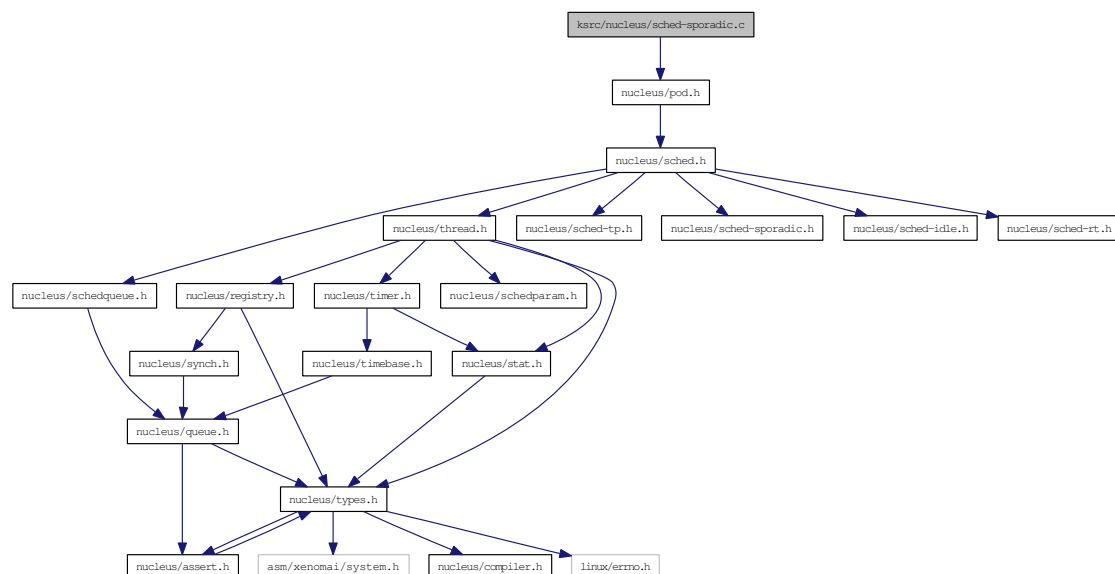 ksrc/nucleus/sched-sporadic.c
nucleus/pod.h
nucleus/sched.h
nucleus/thread.h
nucleus/sched-tp.h
nucleus/sched-sporadic.h
nucleus/sched-idle.h
nucleus/sched-rt.h
nucleus/schedqueue.h
nucleus/registry.h
nucleus/timer.h
nucleus/schedparam.h
nucleus/synch.h
nucleus/timebase.h
nucleus/stat.h
nucleus/queue.h
nucleus/types.h
nucleus/assert.h
asm/xenomai/system.h
nucleus/compiler.h
linux/errno.h